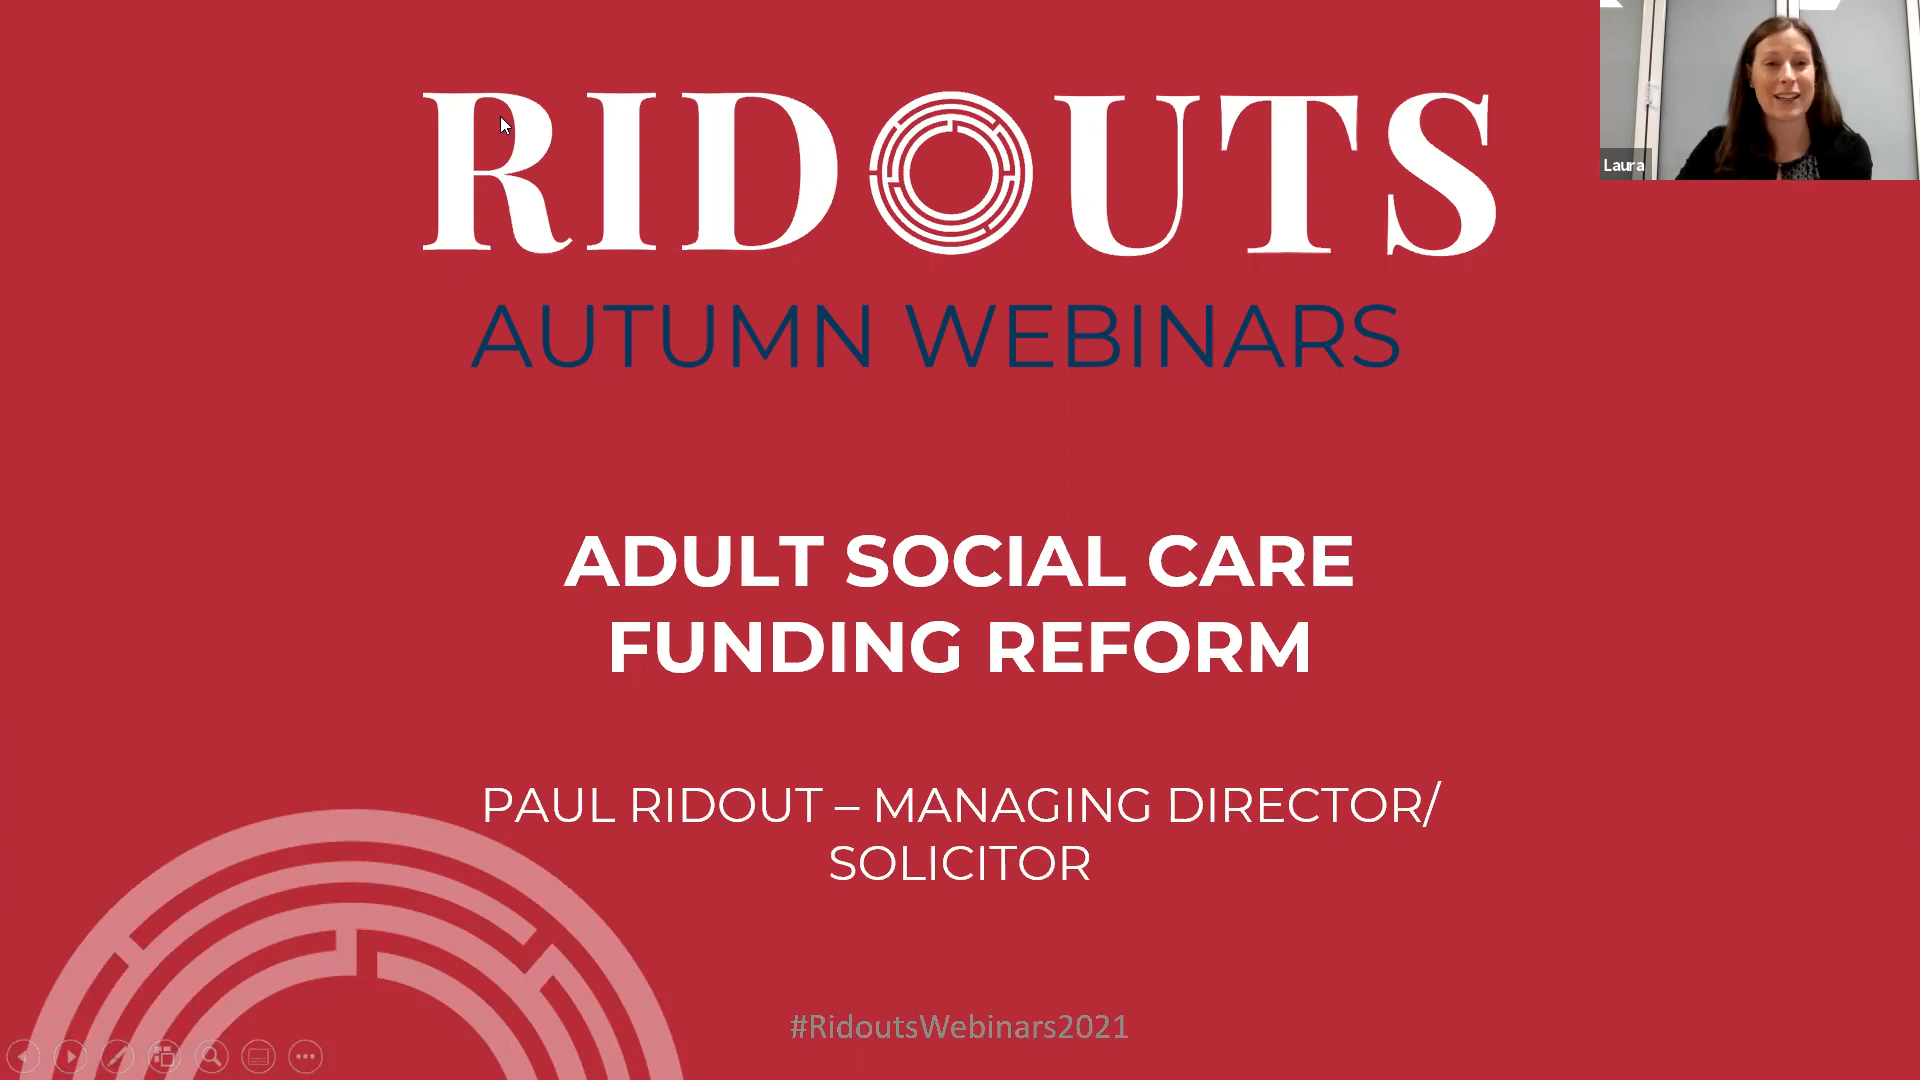 RIDOUTS
Laura
AUTUMN WEBINARS
ADULT SOCIAL CARE
FUNDING REFORM
PAUL RIDOUT – MANAGING DIRECTOR/
SOLICITOR
#RidoutsWebinars2021